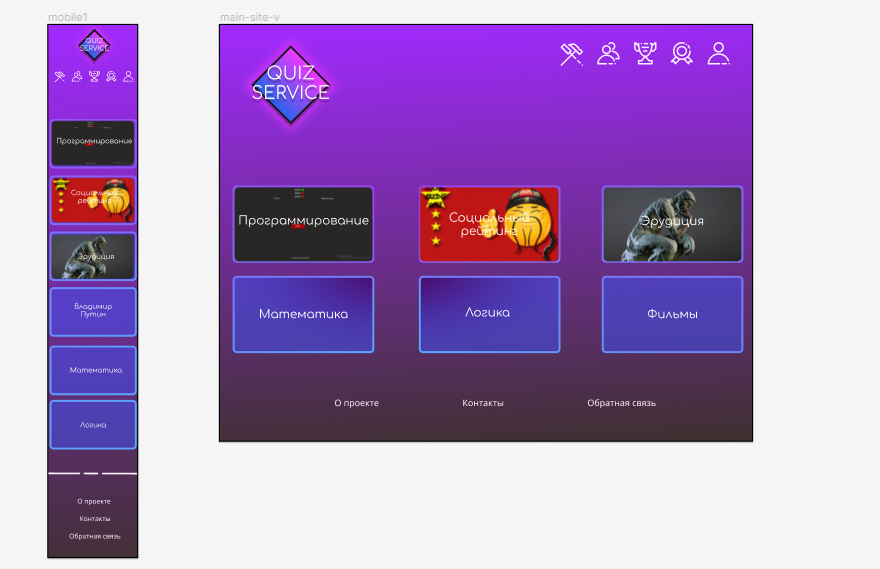 mobile1
QUIZ
SERVICE
Программирование
Социальный
рейтинг
Эрудиция
Владимир
Путин
Математика
Логика
О проекте
Контакты
Обратная связь
main-site-v
QUIZ
SERVICE
Программирование
Социальный
рейтинг
Эрудиция
Математика
Логика
Фильмы
О проекте
Контакты
Обратная связь